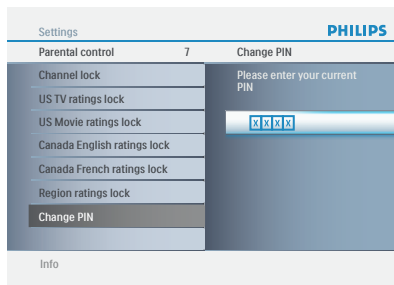 Settings
PHILIPS
Parental control 7 Change PIN
Channel lock
Please enter your current
PIN
US TV ratings lock
US Movie ratings lock
X X X X
Canada English ratings lock
Canada French ratings lock
Region ratings lock
Change PIN
Info